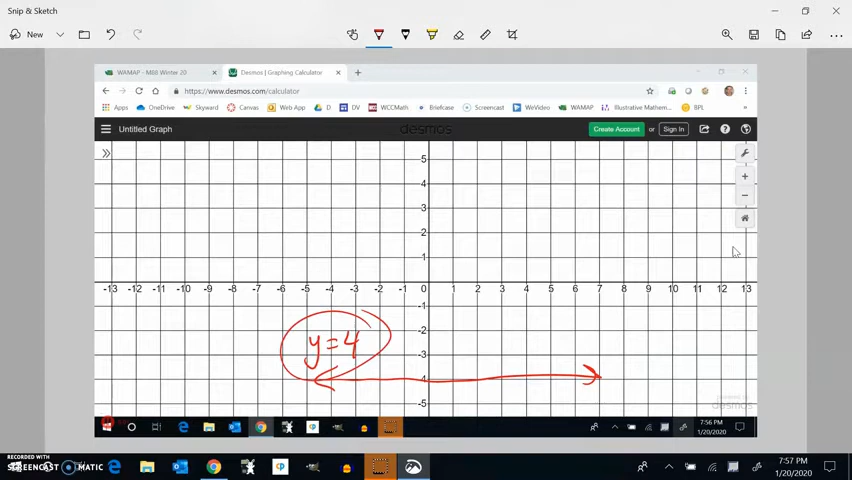 Snip & Sketch
New
WAMAP - MBB Winter 20
Desmos | Graphing Calculator
https://www.desmos.com/calculator
Apps OneDrive Skyward Canvas Web App D DV WCCMath Briefcase Screencast WeVideo WAMAP Illustrative Mathem... BPL
Untitled Graph
desmos
Create Account or Sign In
5
4
3
2
1
-13 -12 -11 -10 -9 -8 -7 -6 -5 -4 -3 -2 -1 0 1 2 3 4 5 6 7 8 9 10 11 12 13
-1
-2
y=4
-3
-4
-5
powered by
desmos
7:56 PM
1/20/2020
RECORDED WITH
SCREENCAST MATIC
7:57 PM
1/20/2020